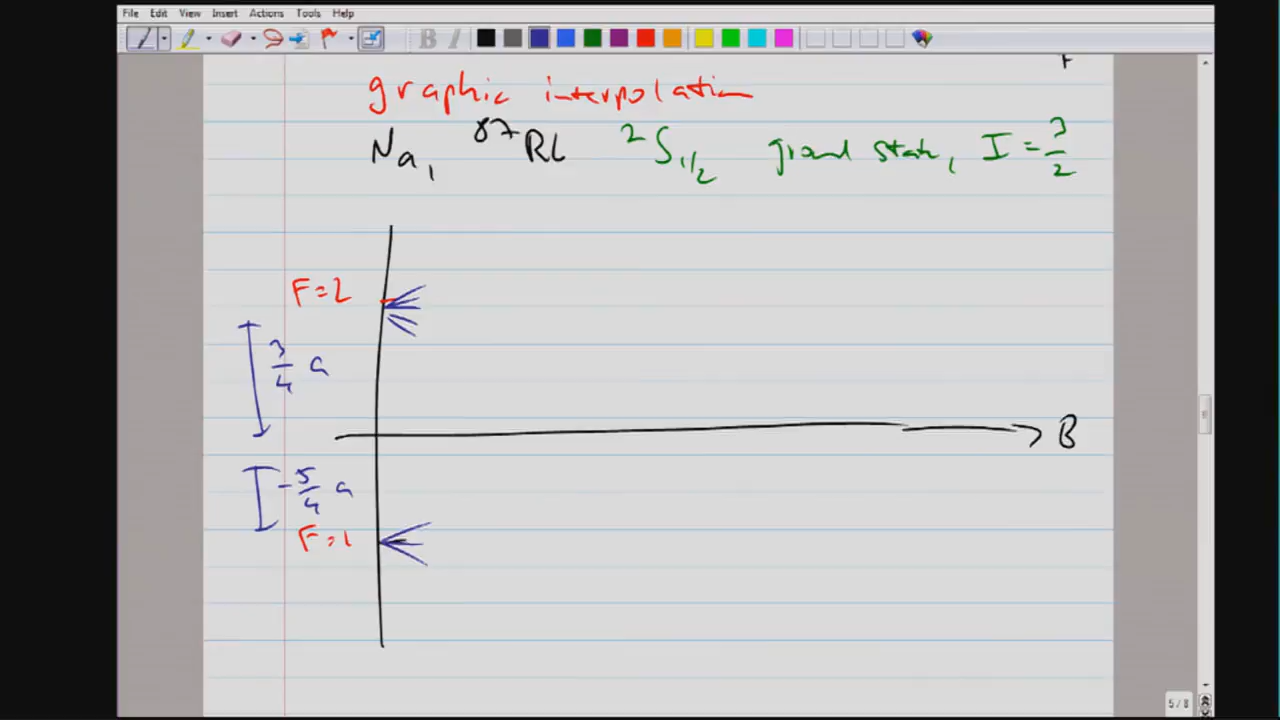 File Edit View Insert Actions Tools Help
B I
graphic interpolation
Na, 87Rb 2S1/2 ground state, I = 3/2
F=2
3/4 a
B
-5/4 a
F=1
5 / 8